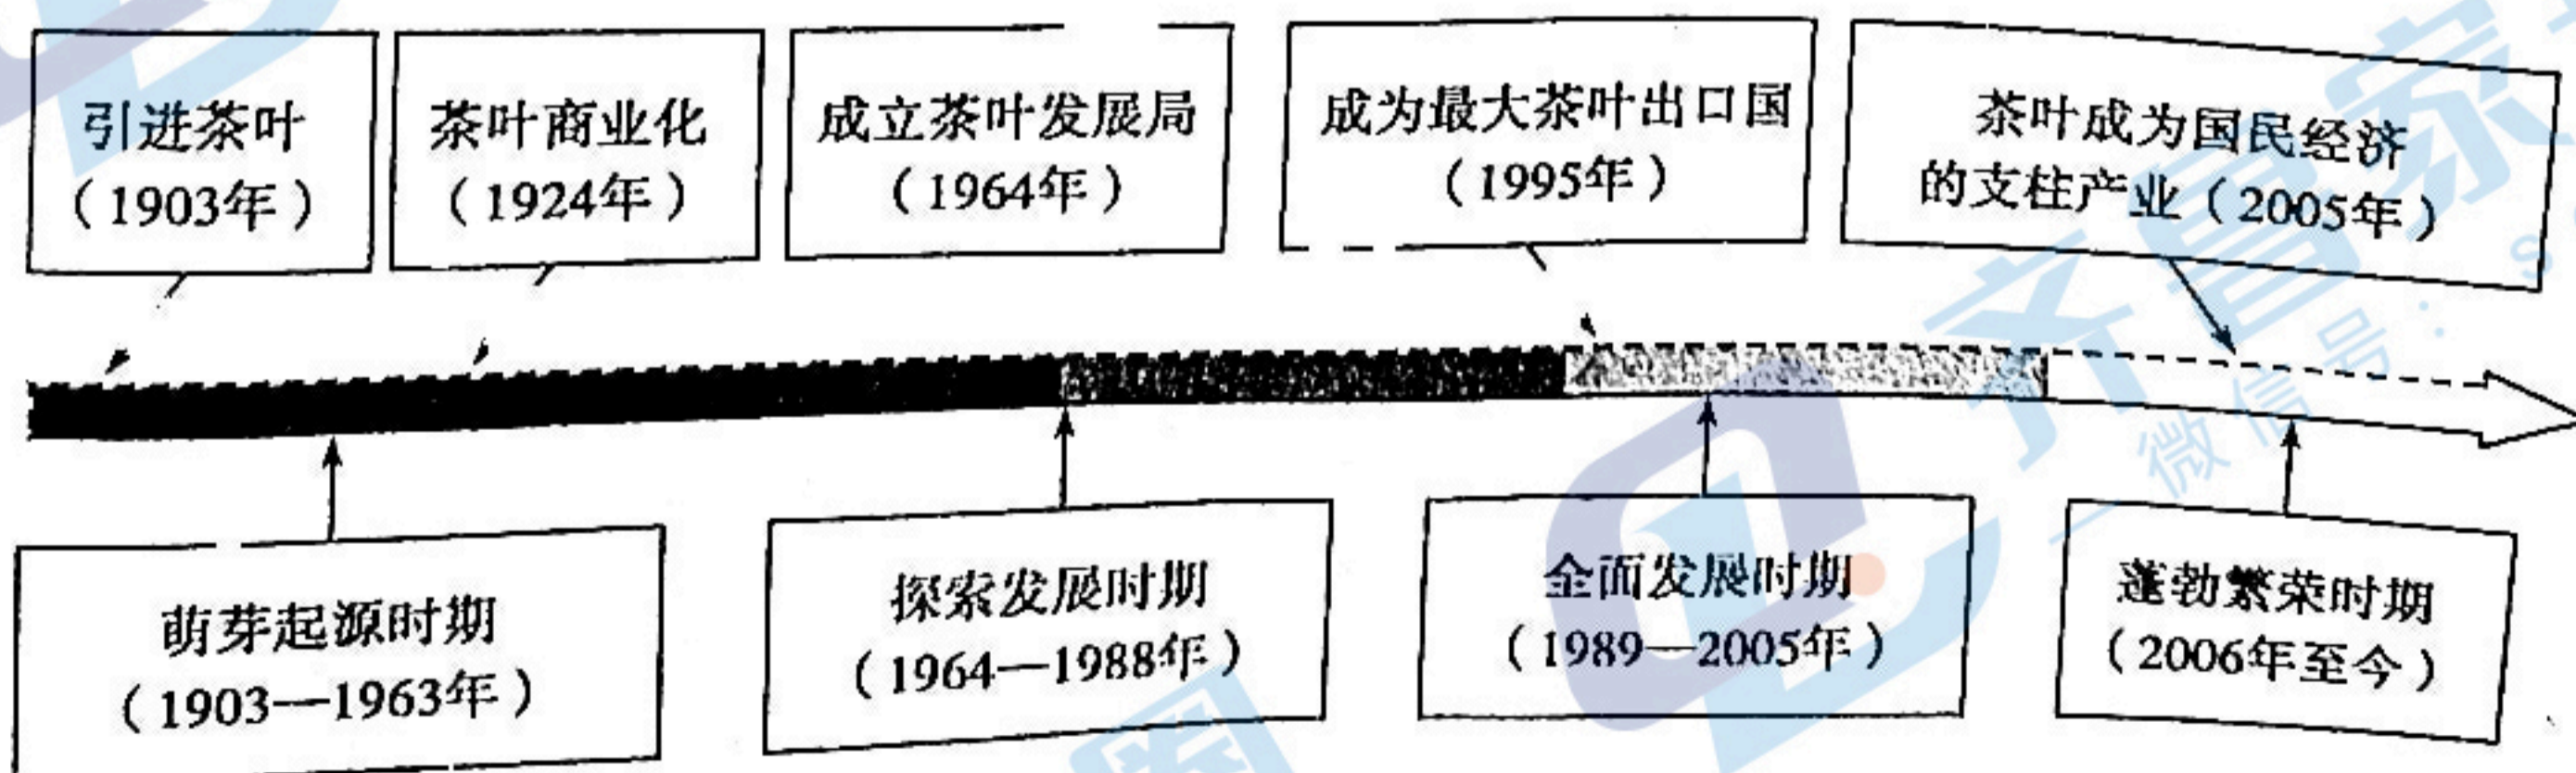 引进茶叶
（1903年）
茶叶商业化
（1924年）
成立茶叶发展局
（1964年）
成为最大茶叶出口国
（1995年）
茶叶成为国民经济
的支柱产业（2005年）
萌芽起源时期
（1903—1963年）
探索发展时期
（1964—1988年）
全面发展时期
（1989—2005年）
蓬勃繁荣时期
（2006年至今）
微信号：